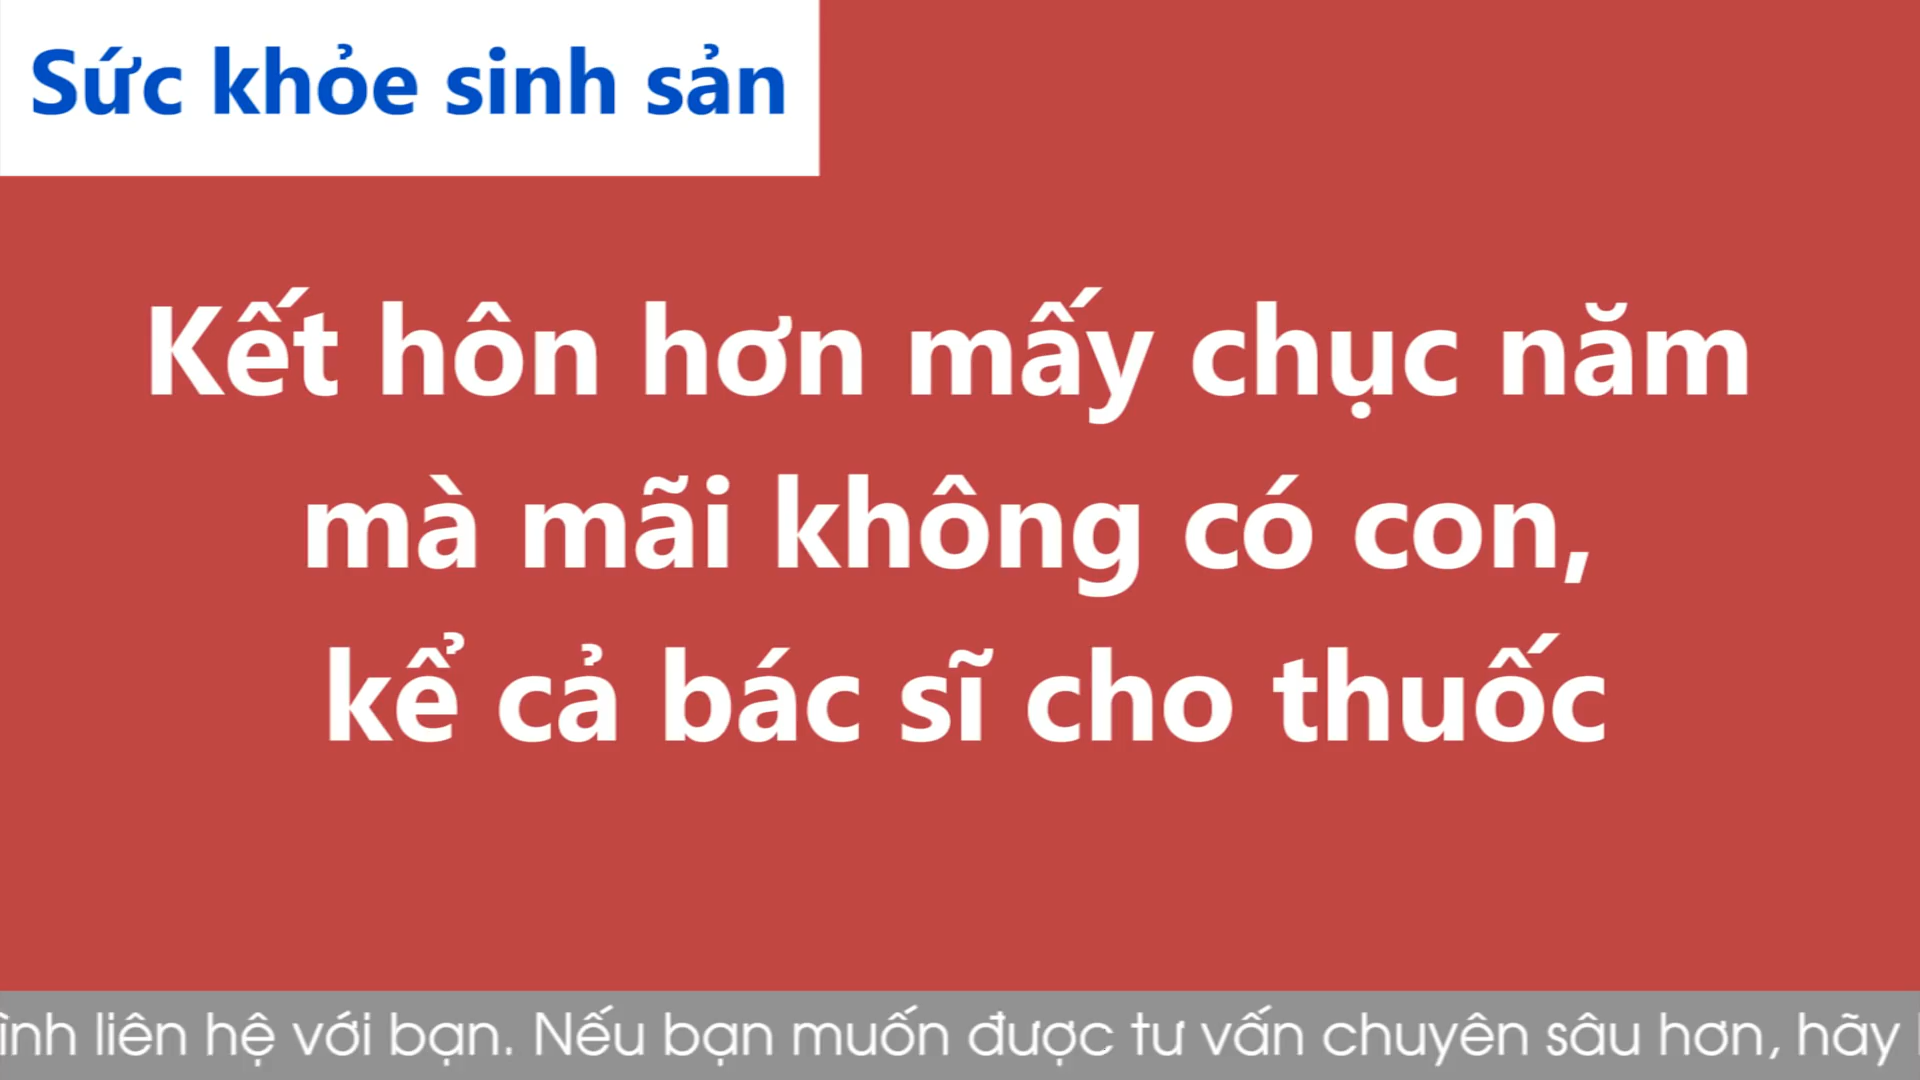 Sức khỏe sinh sản
Kết hôn hơn mấy chục năm
mà mãi không có con,
kể cả bác sĩ cho thuốc
liên hệ với bạn. Nếu bạn muốn được tư vấn chuyên sâu hơn, hãy